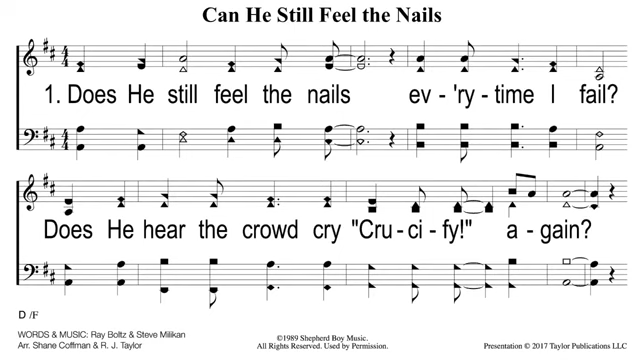 Can He Still Feel the Nails
1. Does He still feel the nails ev-'ry-time I fail?
Does He hear the crowd cry "Cru-ci-fy!" a-gain?
D /F
WORDS & MUSIC: Ray Boltz & Steve Millikan
Arr. Shane Coffman & R. J. Taylor
©1989 Shepherd Boy Music.
All Rights Reserved. Used by Permission.
Presentation © 2017 Taylor Publications LLC